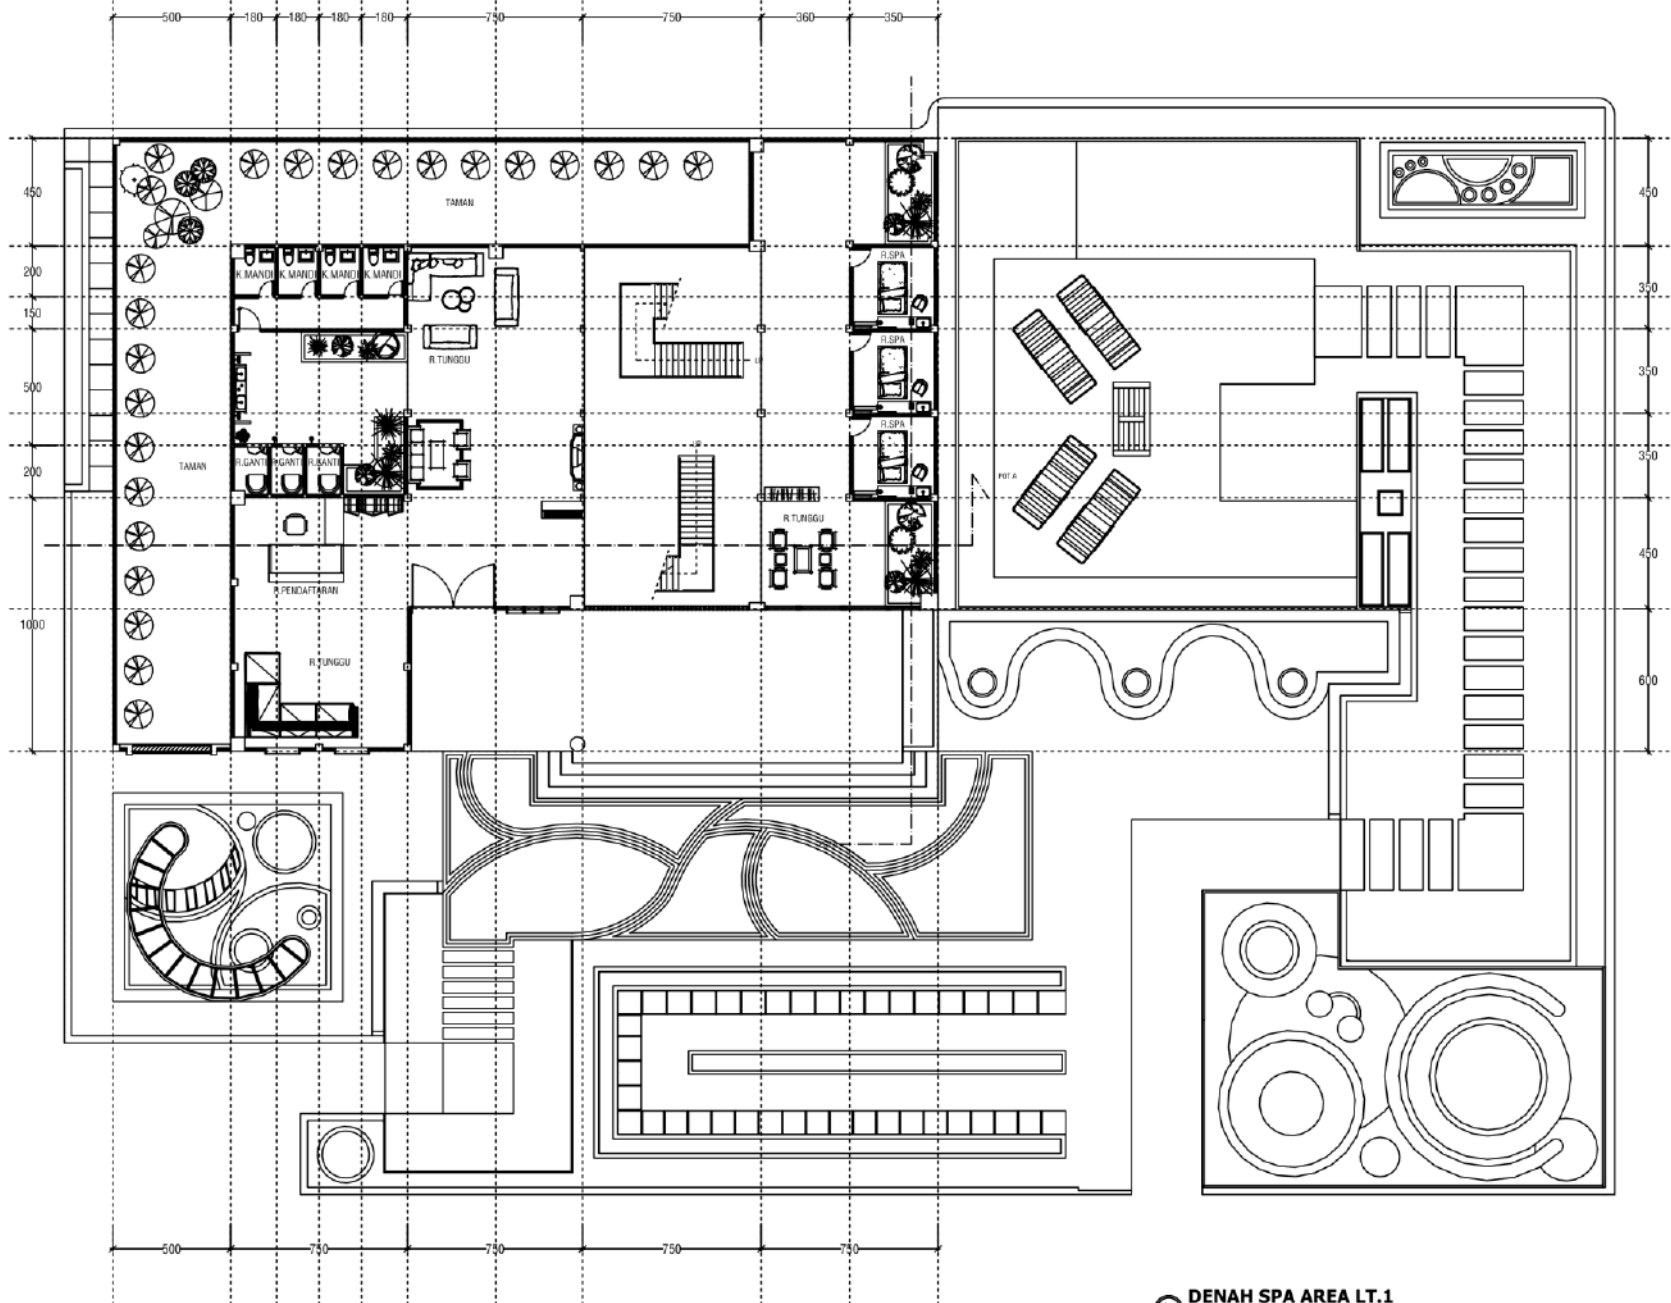 500 180 180 180 180 750 750 360 350
450 450
TAMAN
200 K.MANDI K.MANDI K.MANDI K.MANDI R.SPA 350
150
R.TUNGGU UP R.SPA 350
500
UP R.SPA
TAMAN R.GANTI R.GANTI R.GANTI 350
200
POT.A
R.TUNGGU
450
R.PENDAFTARAN
1000
R.TUNGGU
600
500 750 750 750 750
DENAH SPA AREA LT.1